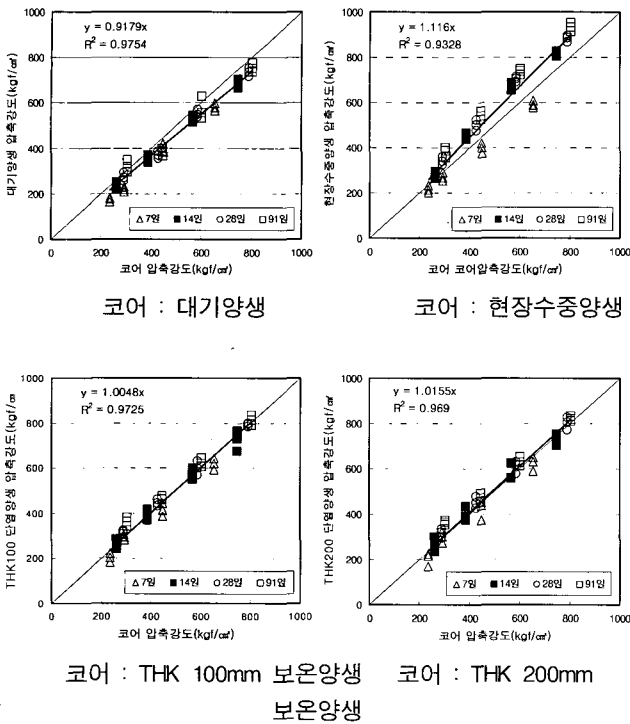 y = 0.9179x
R² = 0.9754
대기양생 압축강도(kgf/㎠)
1000
800
600
400
200
0
△ 7일 ■ 14일 ○ 28일 □ 91일
0 200 400 600 800 1000
코어 압축강도(kgf/㎠)
코어 : 대기양생
y = 1.116x
R² = 0.9328
현장수중양생 압축강도(kgf/㎠)
1000
800
600
400
200
0
△ 7일 ■ 14일 ○ 28일 □ 91일
0 200 400 600 800 1000
코어 코어압축강도(kgf/㎠)
코어 : 현장수중양생
y = 1.0048x
R² = 0.9725
THK100 단열양생 압축강도(kgf/㎠
1000
800
600
400
200
0
△ 7일 ■ 14일 ○ 28일 □ 91일
0 200 400 600 800 1000
코어 압축강도(kgf/㎠)
코어 : THK 100mm 보온양생
y = 1.0155x
R² = 0.969
THK200 단열양생 압축강도(kgf/㎠)
1000
800
600
400
200
0
△ 7일 ■ 14일 ○ 28일 □ 91일
0 200 400 600 800 1000
코어 압축강도(kgf/㎠)
코어 : THK 200mm
보온양생